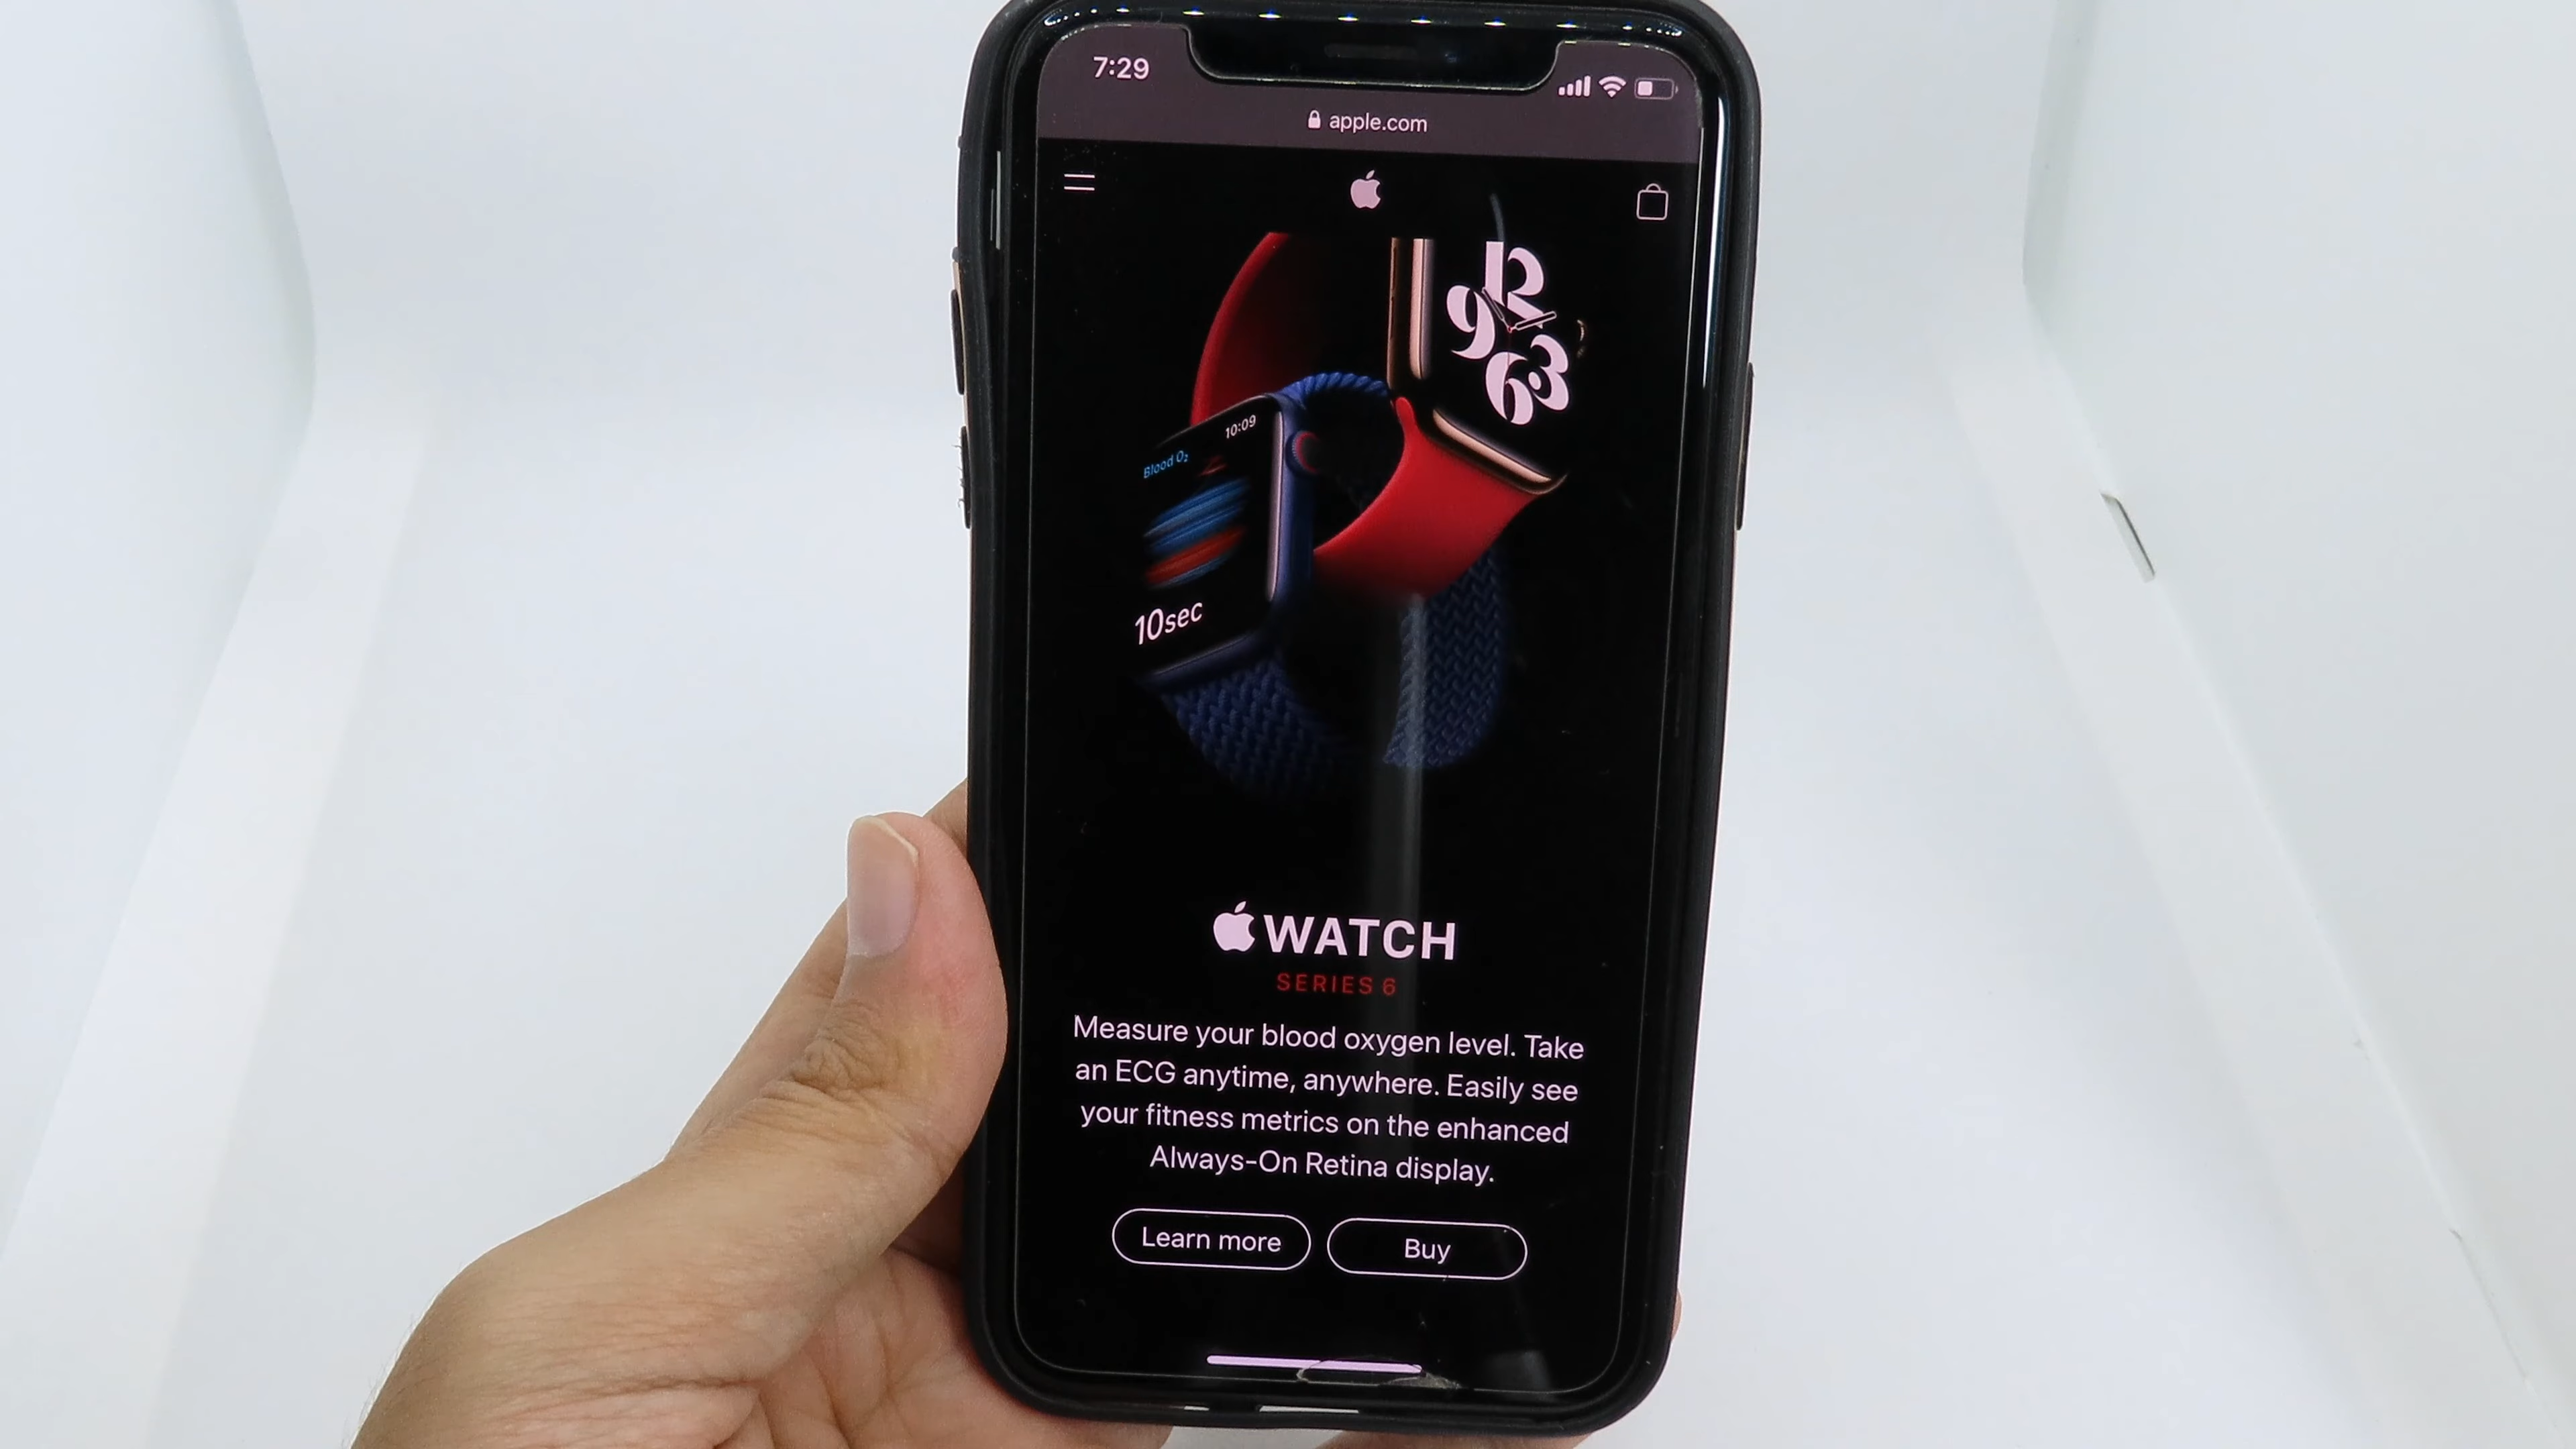 7:29
apple.com
12
9
3
6
10:09
Blood O₂
10sec
WATCH
SERIES 6
Measure your blood oxygen level. Take
an ECG anytime, anywhere. Easily see
your fitness metrics on the enhanced
Always-On Retina display.
Learn more
Buy